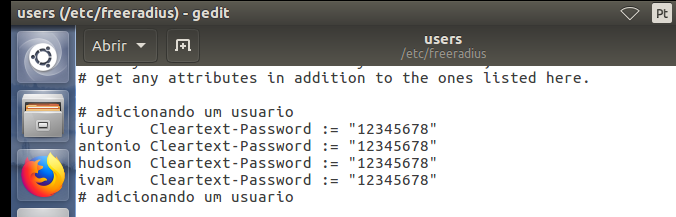 users (/etc/freeradius) - gedit
Pt
Abrir
users
/etc/freeradius
# get any attributes in addition to the ones listed here.
# adicionando um usuario
iury    Cleartext-Password := "12345678"
antonio Cleartext-Password := "12345678"
hudson  Cleartext-Password := "12345678"
ivam    Cleartext-Password := "12345678"
# adicionando um usuario